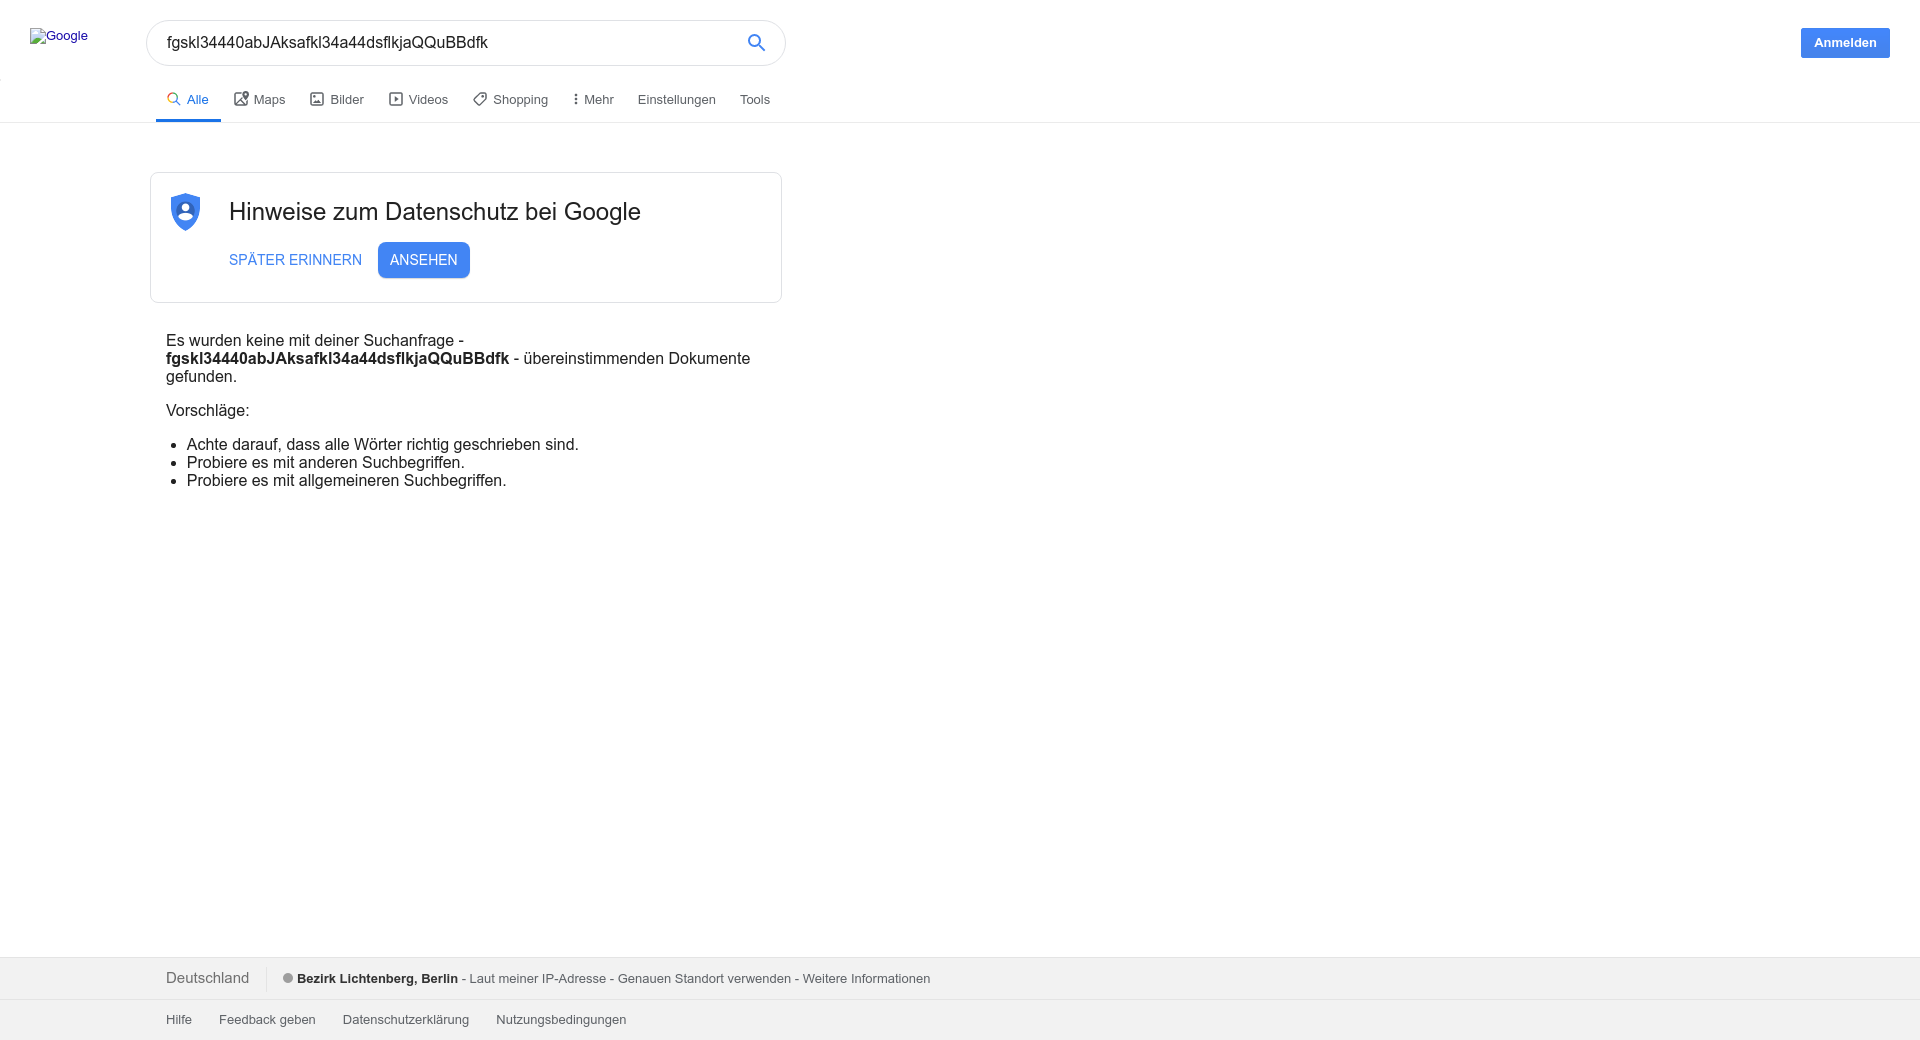 Google
fgskl34440abJAksafkl34a44dsflkjaQQuBBdfk
Anmelden
Alle Maps Bilder Videos Shopping Mehr Einstellungen Tools
Hinweise zum Datenschutz bei Google
SPÄTER ERINNERN ANSEHEN
Es wurden keine mit deiner Suchanfrage -
fgskl34440abJAksafkl34a44dsflkjaQQuBBdfk - übereinstimmenden Dokumente
gefunden.
Vorschläge:
• Achte darauf, dass alle Wörter richtig geschrieben sind.
• Probiere es mit anderen Suchbegriffen.
• Probiere es mit allgemeineren Suchbegriffen.
Deutschland Bezirk Lichtenberg, Berlin - Laut meiner IP-Adresse - Genauen Standort verwenden - Weitere Informationen
Hilfe Feedback geben Datenschutzerklärung Nutzungsbedingungen